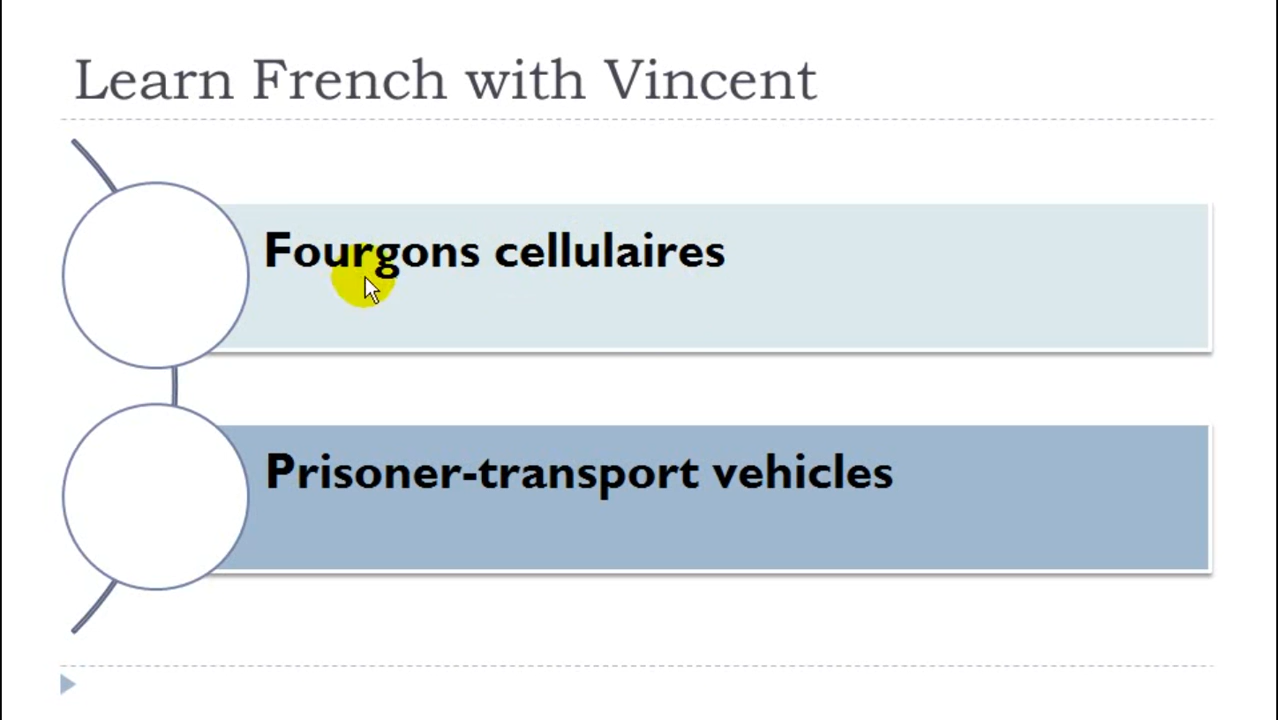 Learn French with Vincent
Fourgons cellulaires
Prisoner-transport vehicles